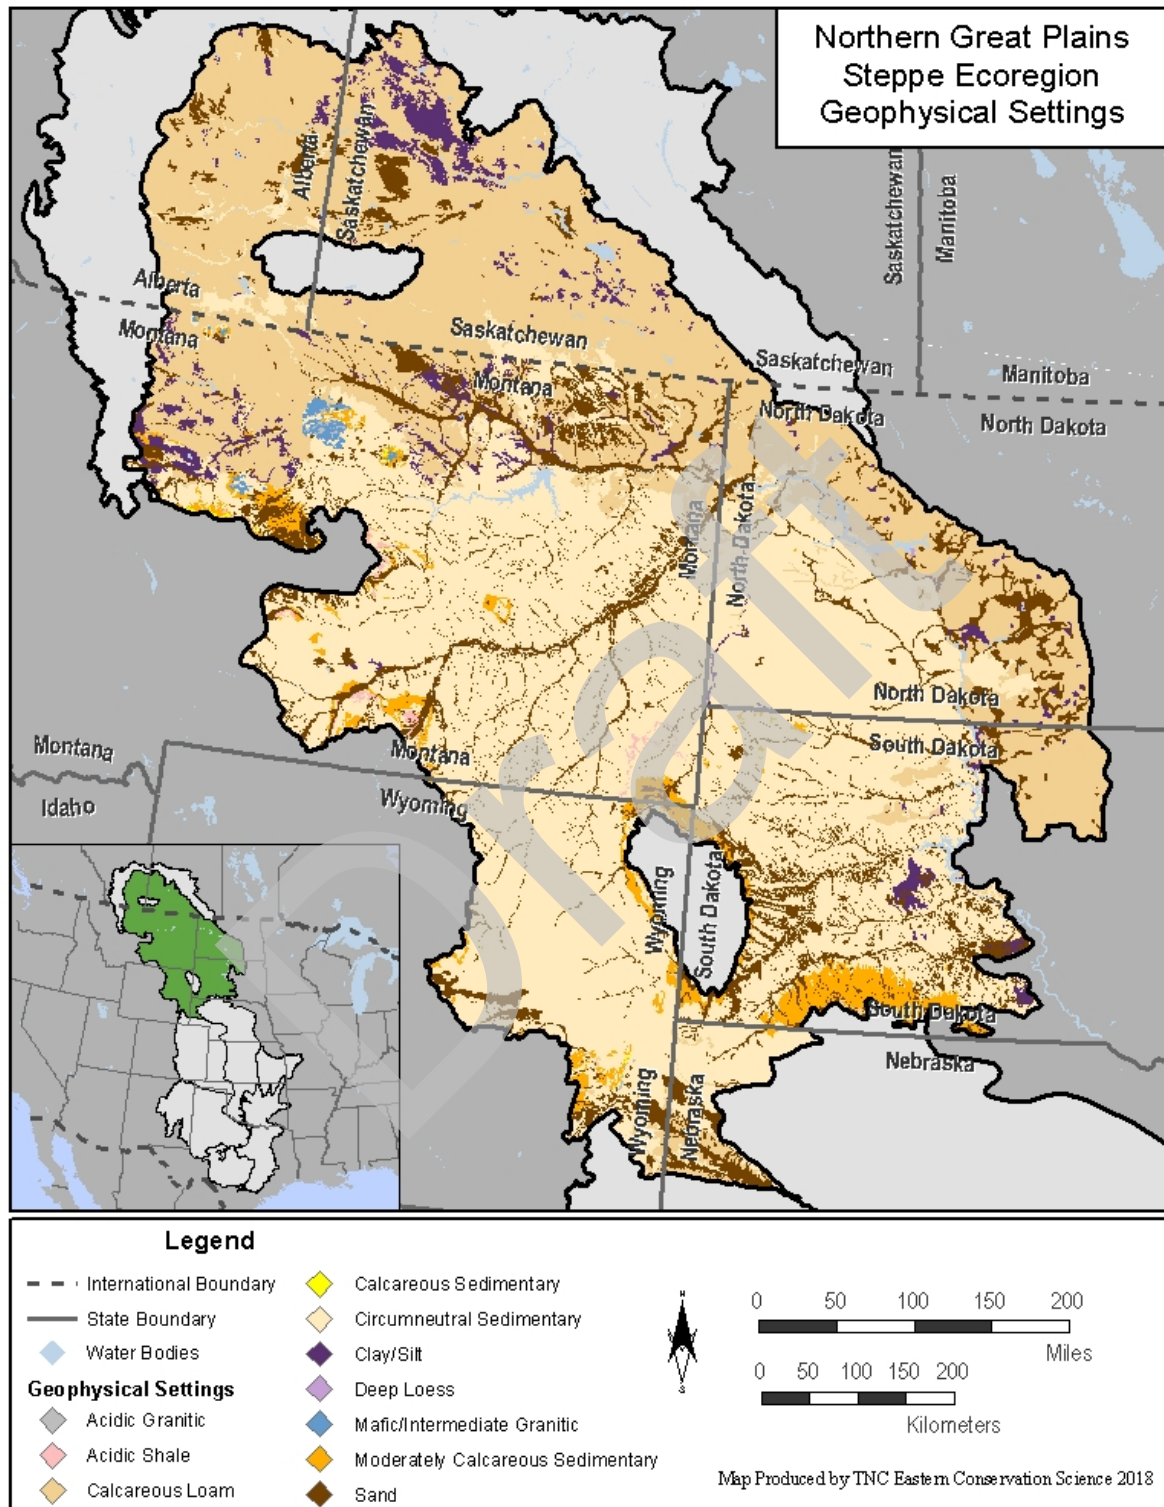 Northern Great Plains
Steppe Ecoregion
Geophysical Settings
Alberta
Saskatchewan
Saskatchewan
Manitoba
Alberta
Montana
Saskatchewan
Montana
Saskatchewan
North Dakota
Manitoba
North Dakota
Montana
North Dakota
North Dakota
South Dakota
Montana
Wyoming
Montana
Idaho
Wyoming
South Dakota
South Dakota
Nebraska
Wyoming
Nebraska
Draft
Legend
International Boundary
State Boundary
Water Bodies
Geophysical Settings
Acidic Granitic
Acidic Shale
Calcareous Loam
Calcareous Sedimentary
Circumneutral Sedimentary
Clay/Silt
Deep Loess
Mafic/Intermediate Granitic
Moderately Calcareous Sedimentary
Sand
N
S
0 50 100 150 200
Miles
0 50 100 150 200
Kilometers
Map Produced by TNC Eastern Conservation Science 2018